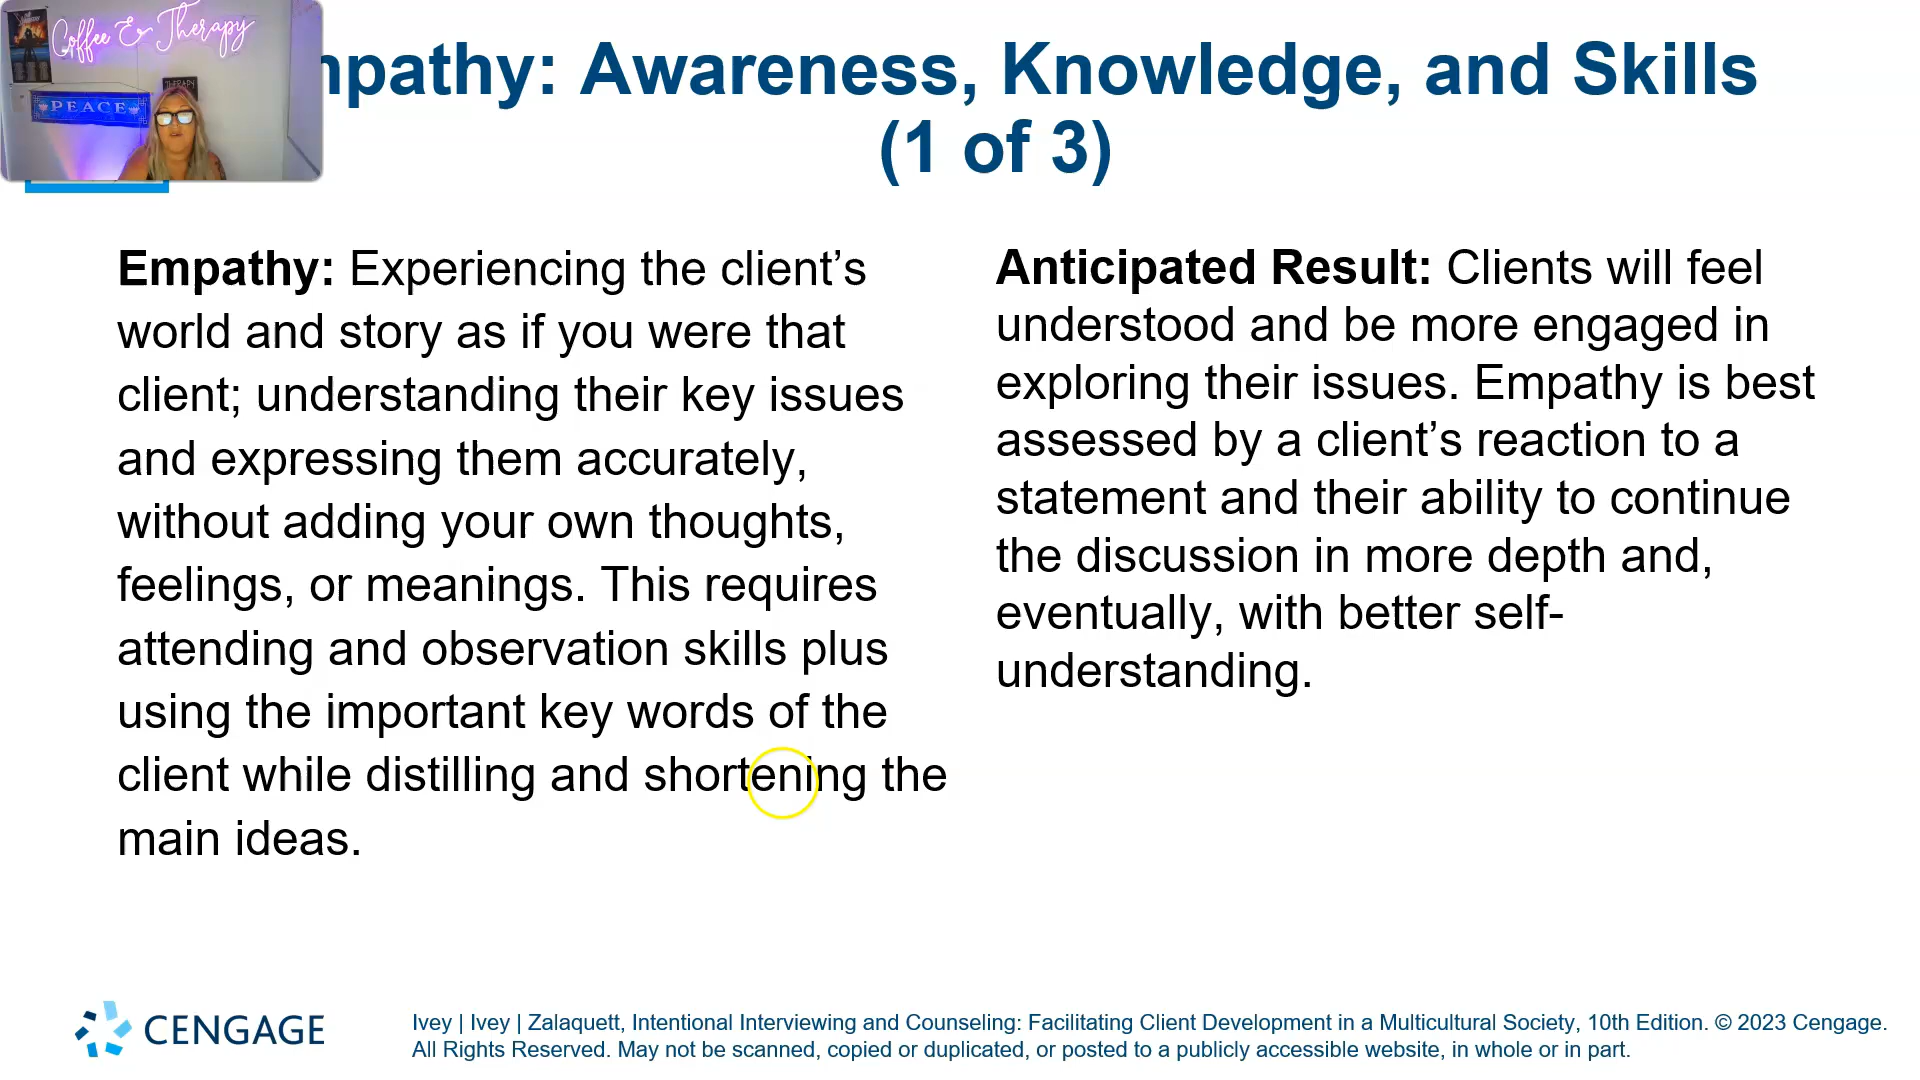 Coffee & Therapy
THERAPY
PEACE
mpathy: Awareness, Knowledge, and Skills
(1 of 3)
Empathy: Experiencing the client’s
world and story as if you were that
client; understanding their key issues
and expressing them accurately,
without adding your own thoughts,
feelings, or meanings. This requires
attending and observation skills plus
using the important key words of the
client while distilling and shortening the
main ideas.
Anticipated Result: Clients will feel
understood and be more engaged in
exploring their issues. Empathy is best
assessed by a client’s reaction to a
statement and their ability to continue
the discussion in more depth and,
eventually, with better self-
understanding.
CENGAGE
Ivey | Ivey | Zalaquett, Intentional Interviewing and Counseling: Facilitating Client Development in a Multicultural Society, 10th Edition. © 2023 Cengage.
All Rights Reserved. May not be scanned, copied or duplicated, or posted to a publicly accessible website, in whole or in part.